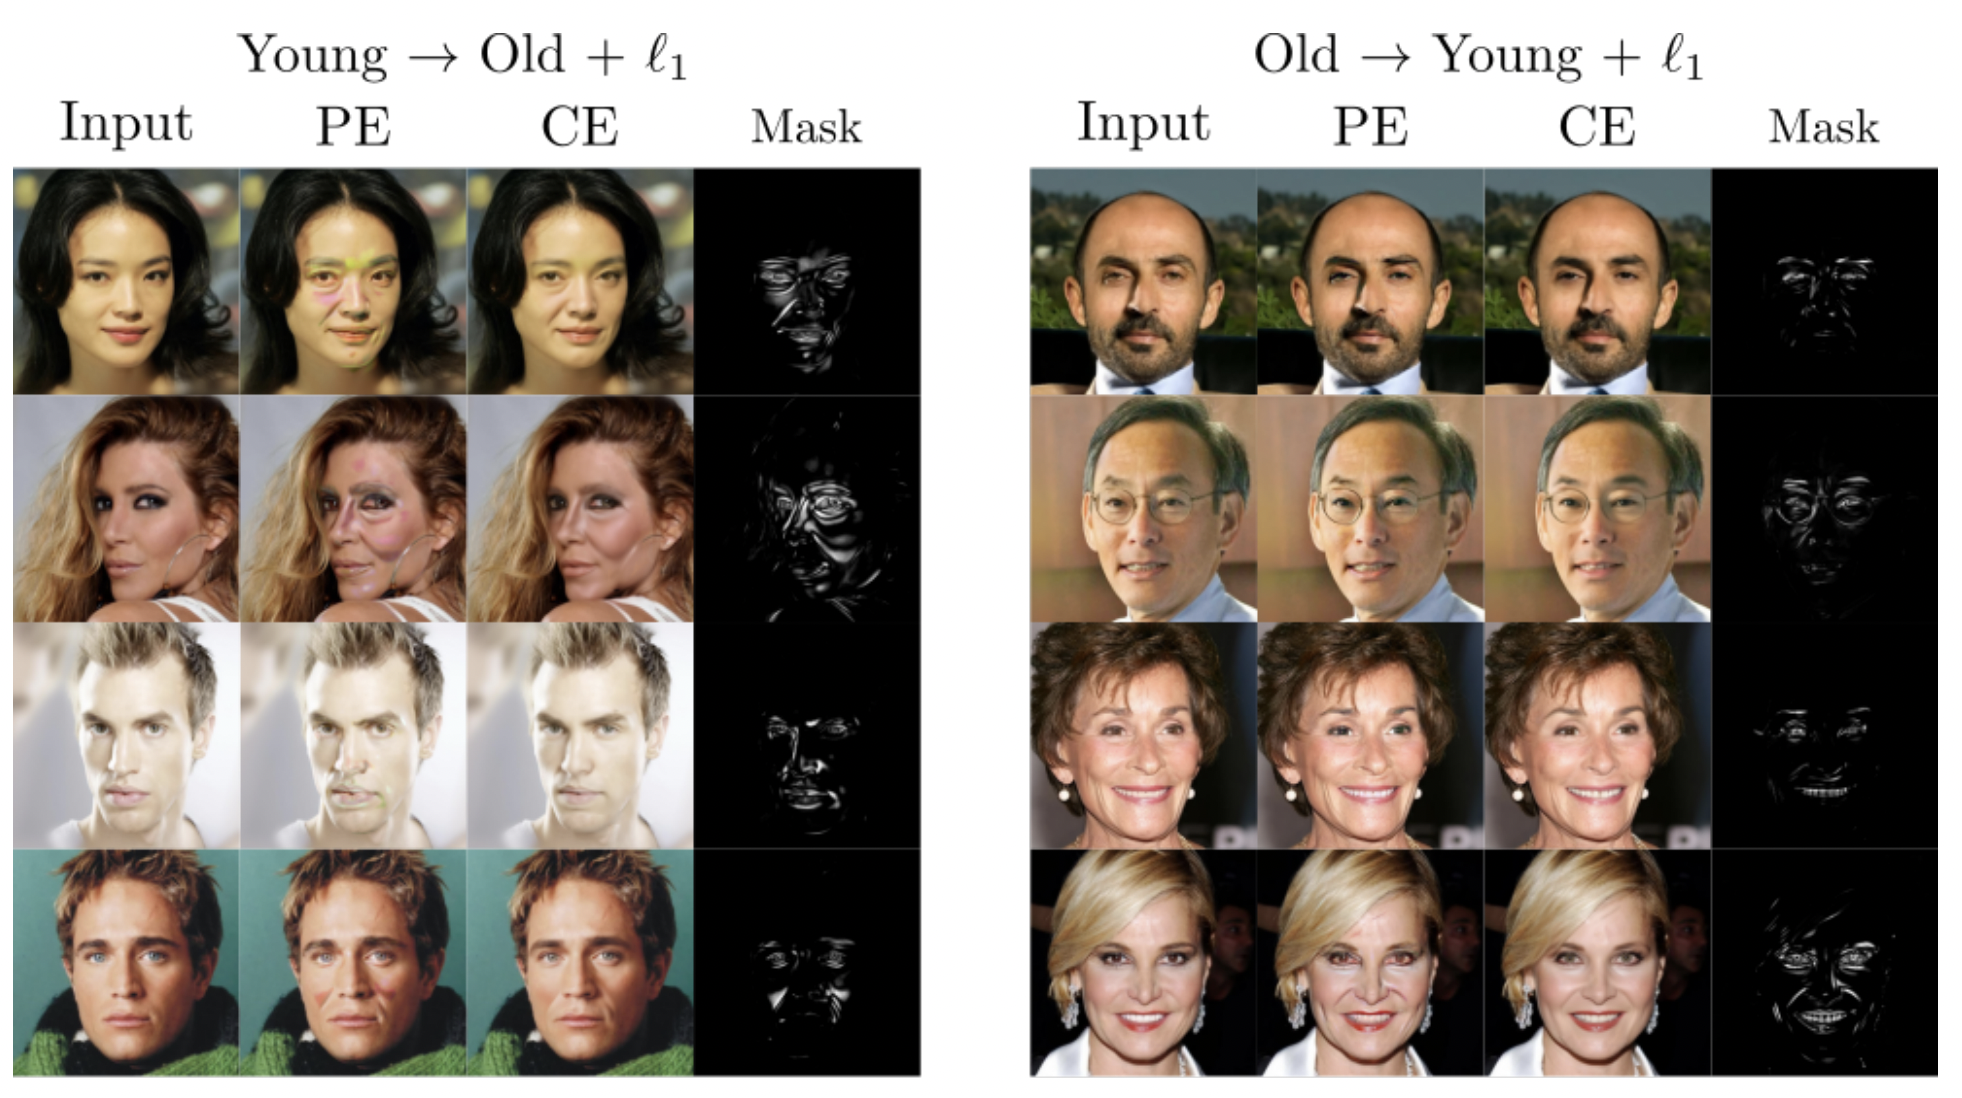 Young → Old + ℓ₁
Input PE CE Mask
Old → Young + ℓ₁
Input PE CE Mask